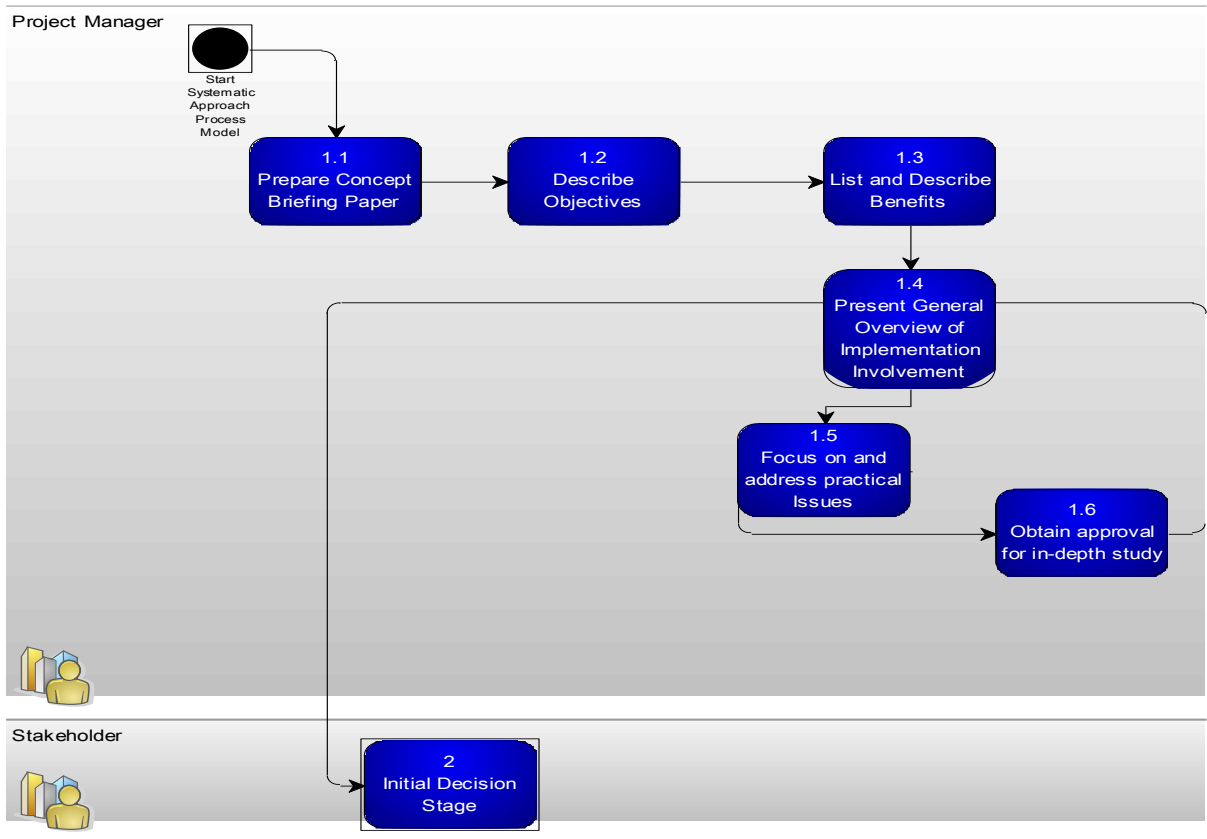 Project Manager
Start
Systematic
Approach
Process
Model
1.1
Prepare Concept
Briefing Paper
1.2
Describe
Objectives
1.3
List and Describe
Benefits
1.4
Present General
Overview of
Implementation
Involvement
1.5
Focus on and
address practical
Issues
1.6
Obtain approval
for in-depth study
Stakeholder
2
Initial Decision
Stage